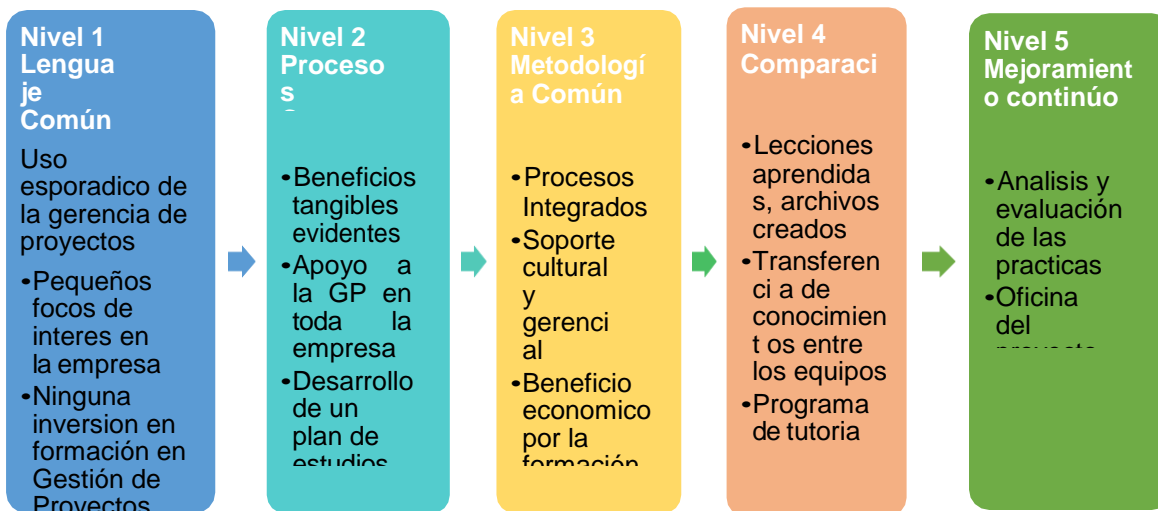 Nivel 1
Lengua
je
Común
Uso
esporadico de
la gerencia de
proyectos
•Pequeños
focos de
interes en
la empresa
•Ninguna
inversion en
formación en
Gestión de
Proyectos
Nivel 2
Proceso
s
•Beneficios
tangibles
evidentes
•Apoyo a
la GP en
toda la
empresa
•Desarrollo
de un
plan de
estudios
Nivel 3
Metodologí
a Común
•Procesos
Integrados
•Soporte
cultural
y
gerenci
al
•Beneficio
economico
por la
formación
Nivel 4
Comparaci
•Lecciones
aprendida
s, archivos
creados
•Transferen
ci a de
conocimien
t os entre
los equipos
•Programa
de tutoria
Nivel 5
Mejoramient
o continúo
•Analisis y
evaluación
de las
practicas
•Oficina
del